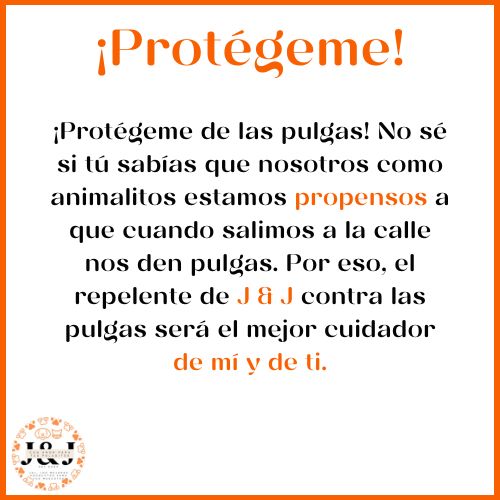 ¡Protégeme!
¡Protégeme de las pulgas! No sé
si tú sabías que nosotros como
animalitos estamos propensos a
que cuando salimos a la calle
nos den pulgas. Por eso, el
repelente de J & J contra las
pulgas será el mejor cuidador
de mí y de ti.
J&J